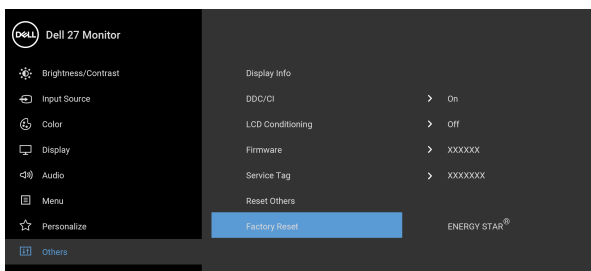 DELL Dell 27 Monitor
Brightness/Contrast
Display Info
Input Source
DDC/CI > On
Color
LCD Conditioning > Off
Display
Firmware > XXXXXX
Audio
Service Tag > XXXXXXX
Menu
Reset Others
Personalize
Factory Reset ENERGY STAR®
Others